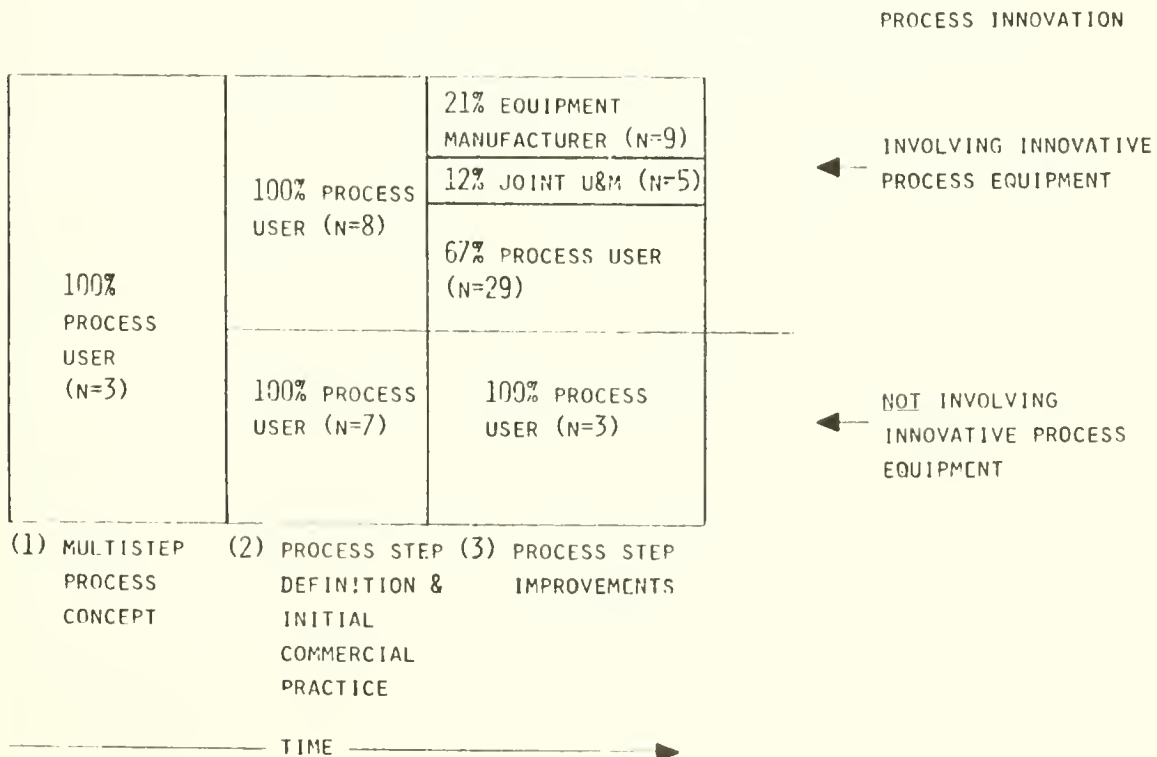 PROCESS INNOVATION
21% EQUIPMENT
MANUFACTURER (N=9)
12% JOINT U&M (N=5)
67% PROCESS USER
(N=29)
100% PROCESS
USER (N=8)
100%
PROCESS
USER
(N=3)
100% PROCESS
USER (N=7)
100% PROCESS
USER (N=3)
INVOLVING INNOVATIVE
PROCESS EQUIPMENT
NOT INVOLVING
INNOVATIVE PROCESS
EQUIPMENT
(1) MULTISTEP
PROCESS
CONCEPT
(2) PROCESS STEP
DEFINITION &
INITIAL
COMMERCIAL
PRACTICE
(3) PROCESS STEP
IMPROVEMENTS
TIME